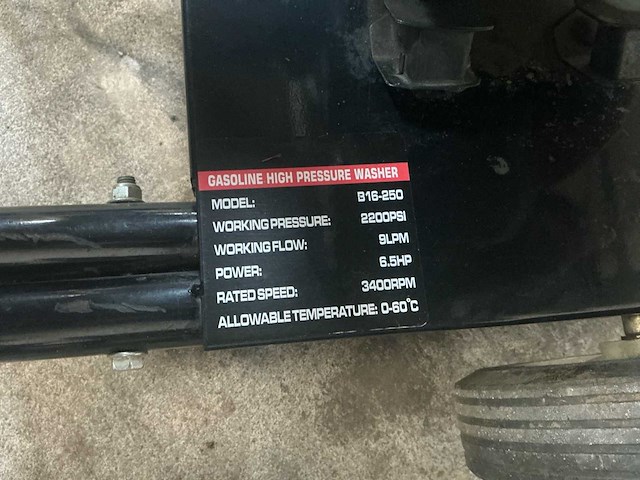 GASOLINE HIGH PRESSURE WASHER
MODEL: B16-250
WORKING PRESSURE: 2200PSI
WORKING FLOW: 9LPM
POWER: 6.5HP
RATED SPEED: 3400RPM
ALLOWABLE TEMPERATURE: 0-60°C